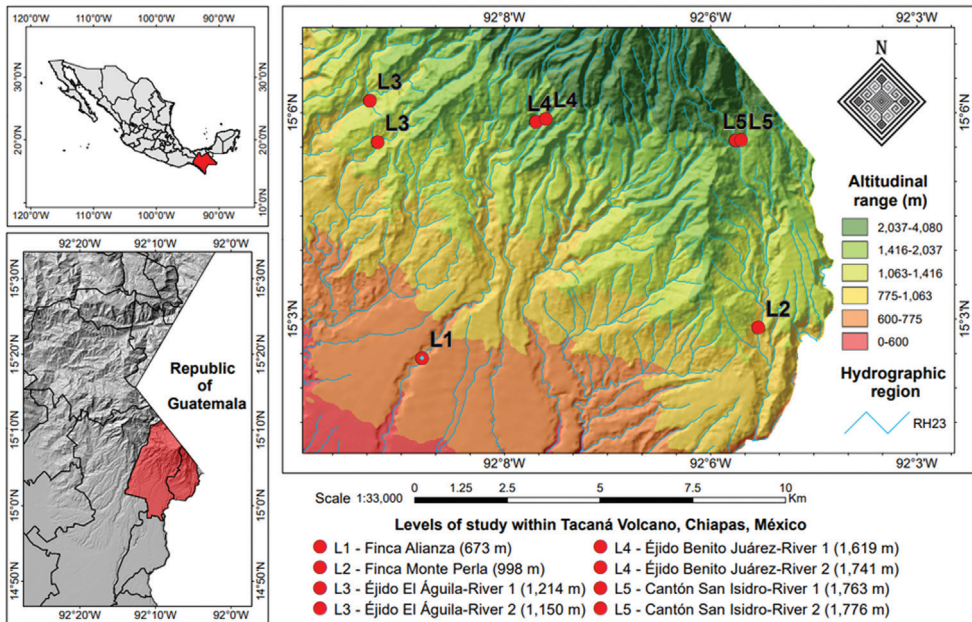 120°0'W 110°0'W 100°0'W 90°0'W
30°0'N
20°0'N
10°0'N
30°0'N
20°0'N
10°0'N
120°0'W 110°0'W 100°0'W 90°0'W
92°20'W 92°10'W 92°0'W
15°30'N
15°20'N
15°10'N
15°0'N
14°50'N
Republic
of
Guatemala
15°30'N
15°20'N
15°10'N
15°0'N
14°50'N
92°20'W 92°10'W 92°0'W
92°8'W 92°6'W 92°3'W
15°6'N
15°3'N
L3
L3
L4
L4
L5
L5
L2
L1
15°6'N
15°3'N
92°8'W 92°6'W 92°3'W
N
Altitudinal
range (m)
2,037-4,080
1,416-2,037
1,063-1,416
775-1,063
600-775
0-600
Hydrographic
region
RH23
Scale 1:33,000 0 1.25 2.5 5 7.5 10
Km
Levels of study within Tacaná Volcano, Chiapas, México
L1 - Finca Alianza (673 m)
L2 - Finca Monte Perla (998 m)
L3 - Éjido El Águila-River 1 (1,214 m)
L3 - Éjido El Águila-River 2 (1,150 m)
L4 - Éjido Benito Juárez-River 1 (1,619 m)
L4 - Éjido Benito Juárez-River 2 (1,741 m)
L5 - Cantón San Isidro-River 1 (1,763 m)
L5 - Cantón San Isidro-River 2 (1,776 m)